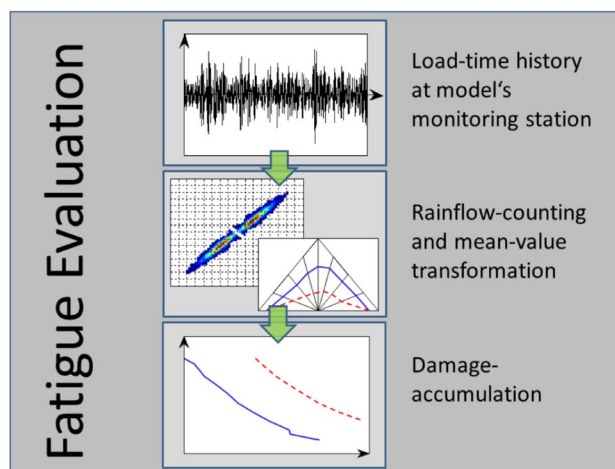 Fatigue Evaluation
Load-time history
at model‘s
monitoring station
Rainflow-counting
and mean-value
transformation
Damage-
accumulation